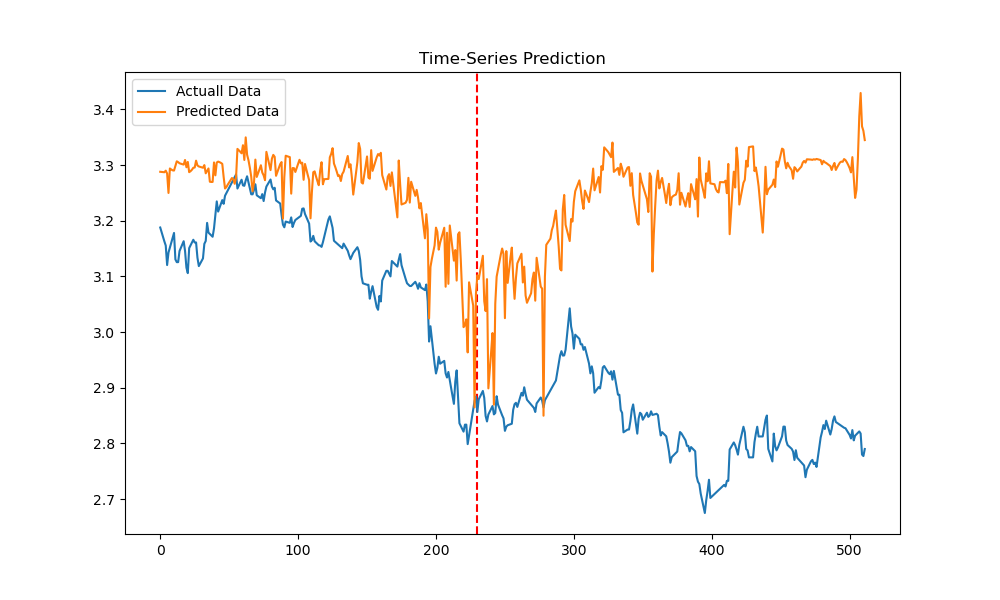 Time-Series Prediction
Actuall Data
Predicted Data
3.4
3.3
3.2
3.1
3.0
2.9
2.8
2.7
0 100 200 300 400 500